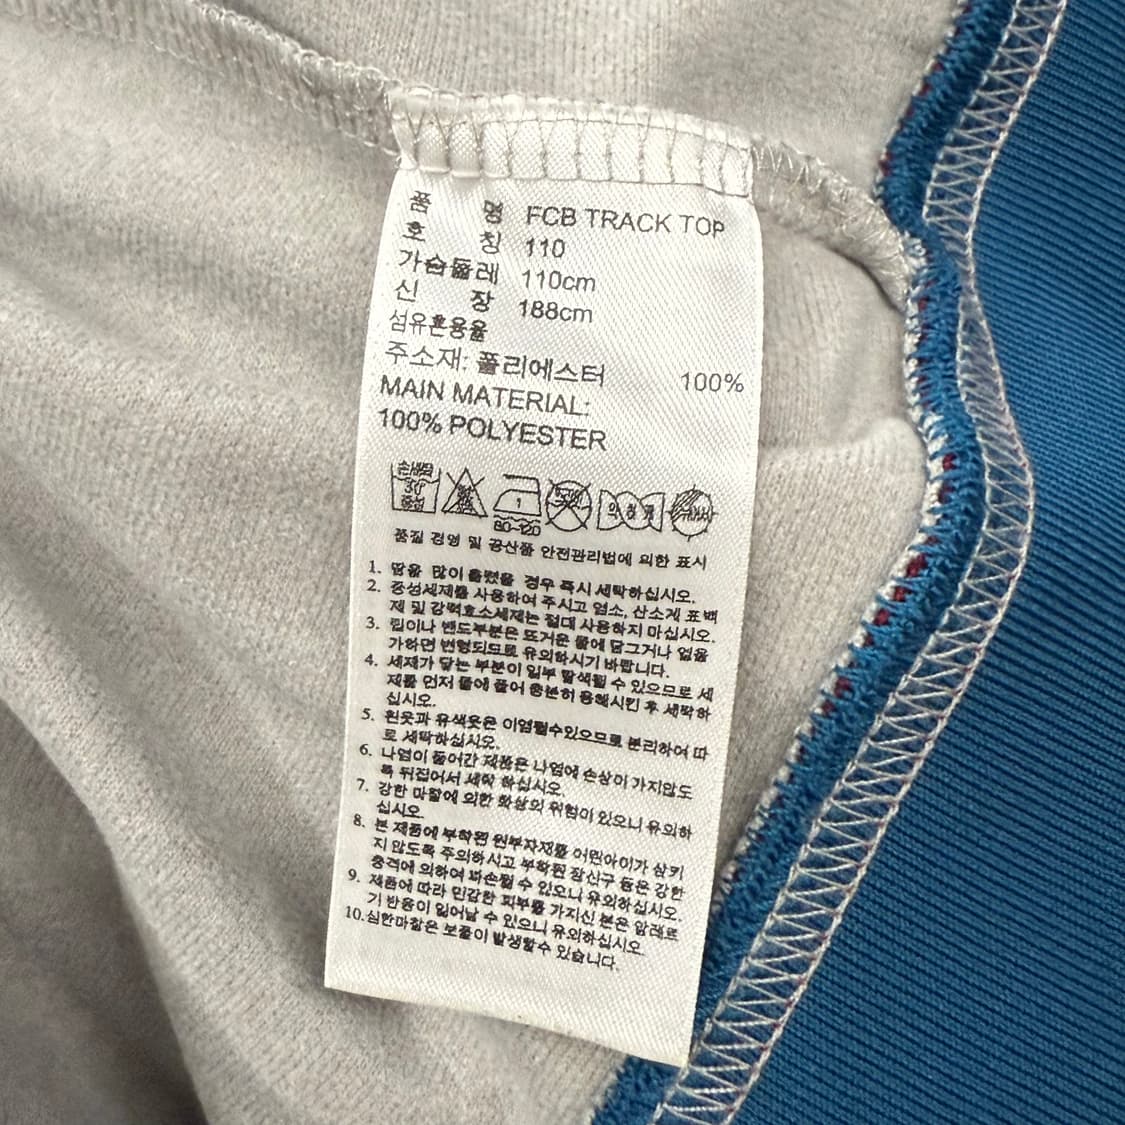 품 명 FCB TRACK TOP
호 칭 110
가슴둘레 110cm
신 장 188cm
섬유혼용율
주소재: 폴리에스터 100%
MAIN MATERIAL:
100% POLYESTER
손세탁
30°
중성
1
80~120
품질 경영 및 공산품 안전관리법에 의한 표시
1. 땀을 많이 흘렸을 경우 즉시 세탁하십시오.
2. 중성세제를 사용하여 주시고 염소, 산소계 표백
제 및 강력효소세제는 절대 사용하지 마십시오.
3. 립이나 밴드부분은 뜨거운 물에 담그거나 열을
가하면 변형되므로 유의하시기 바랍니다.
4. 세제가 닿는 부분이 일부 탈색될 수 있으므로 세
제를 먼저 물에 풀어 충분히 용해시킨 후 세탁하
십시오.
5. 흰옷과 유색옷은 이염될수있으므로 분리하여 따
로 세탁하십시오.
6. 나염이 들어간 제품은 나염에 손상이 가지않도
록 뒤집어서 세탁 하십시오.
7. 강한 마찰에 의한 화상의 위험이 있으니 유의하
십시오.
8. 본 제품에 부착된 원부자재를 어린아이가 삼키
지 않도록 주의하시고 부착된 장신구 등은 강한
충격에 의하여 파손될 수 있으니 유의하십시오.
9. 제품에 따라 민감한 피부를 가지신 분은 알레르
기 반응이 일어날 수 있으니 유의하십시오.
10.심한마찰은 보풀이 발생할수 있습니다.